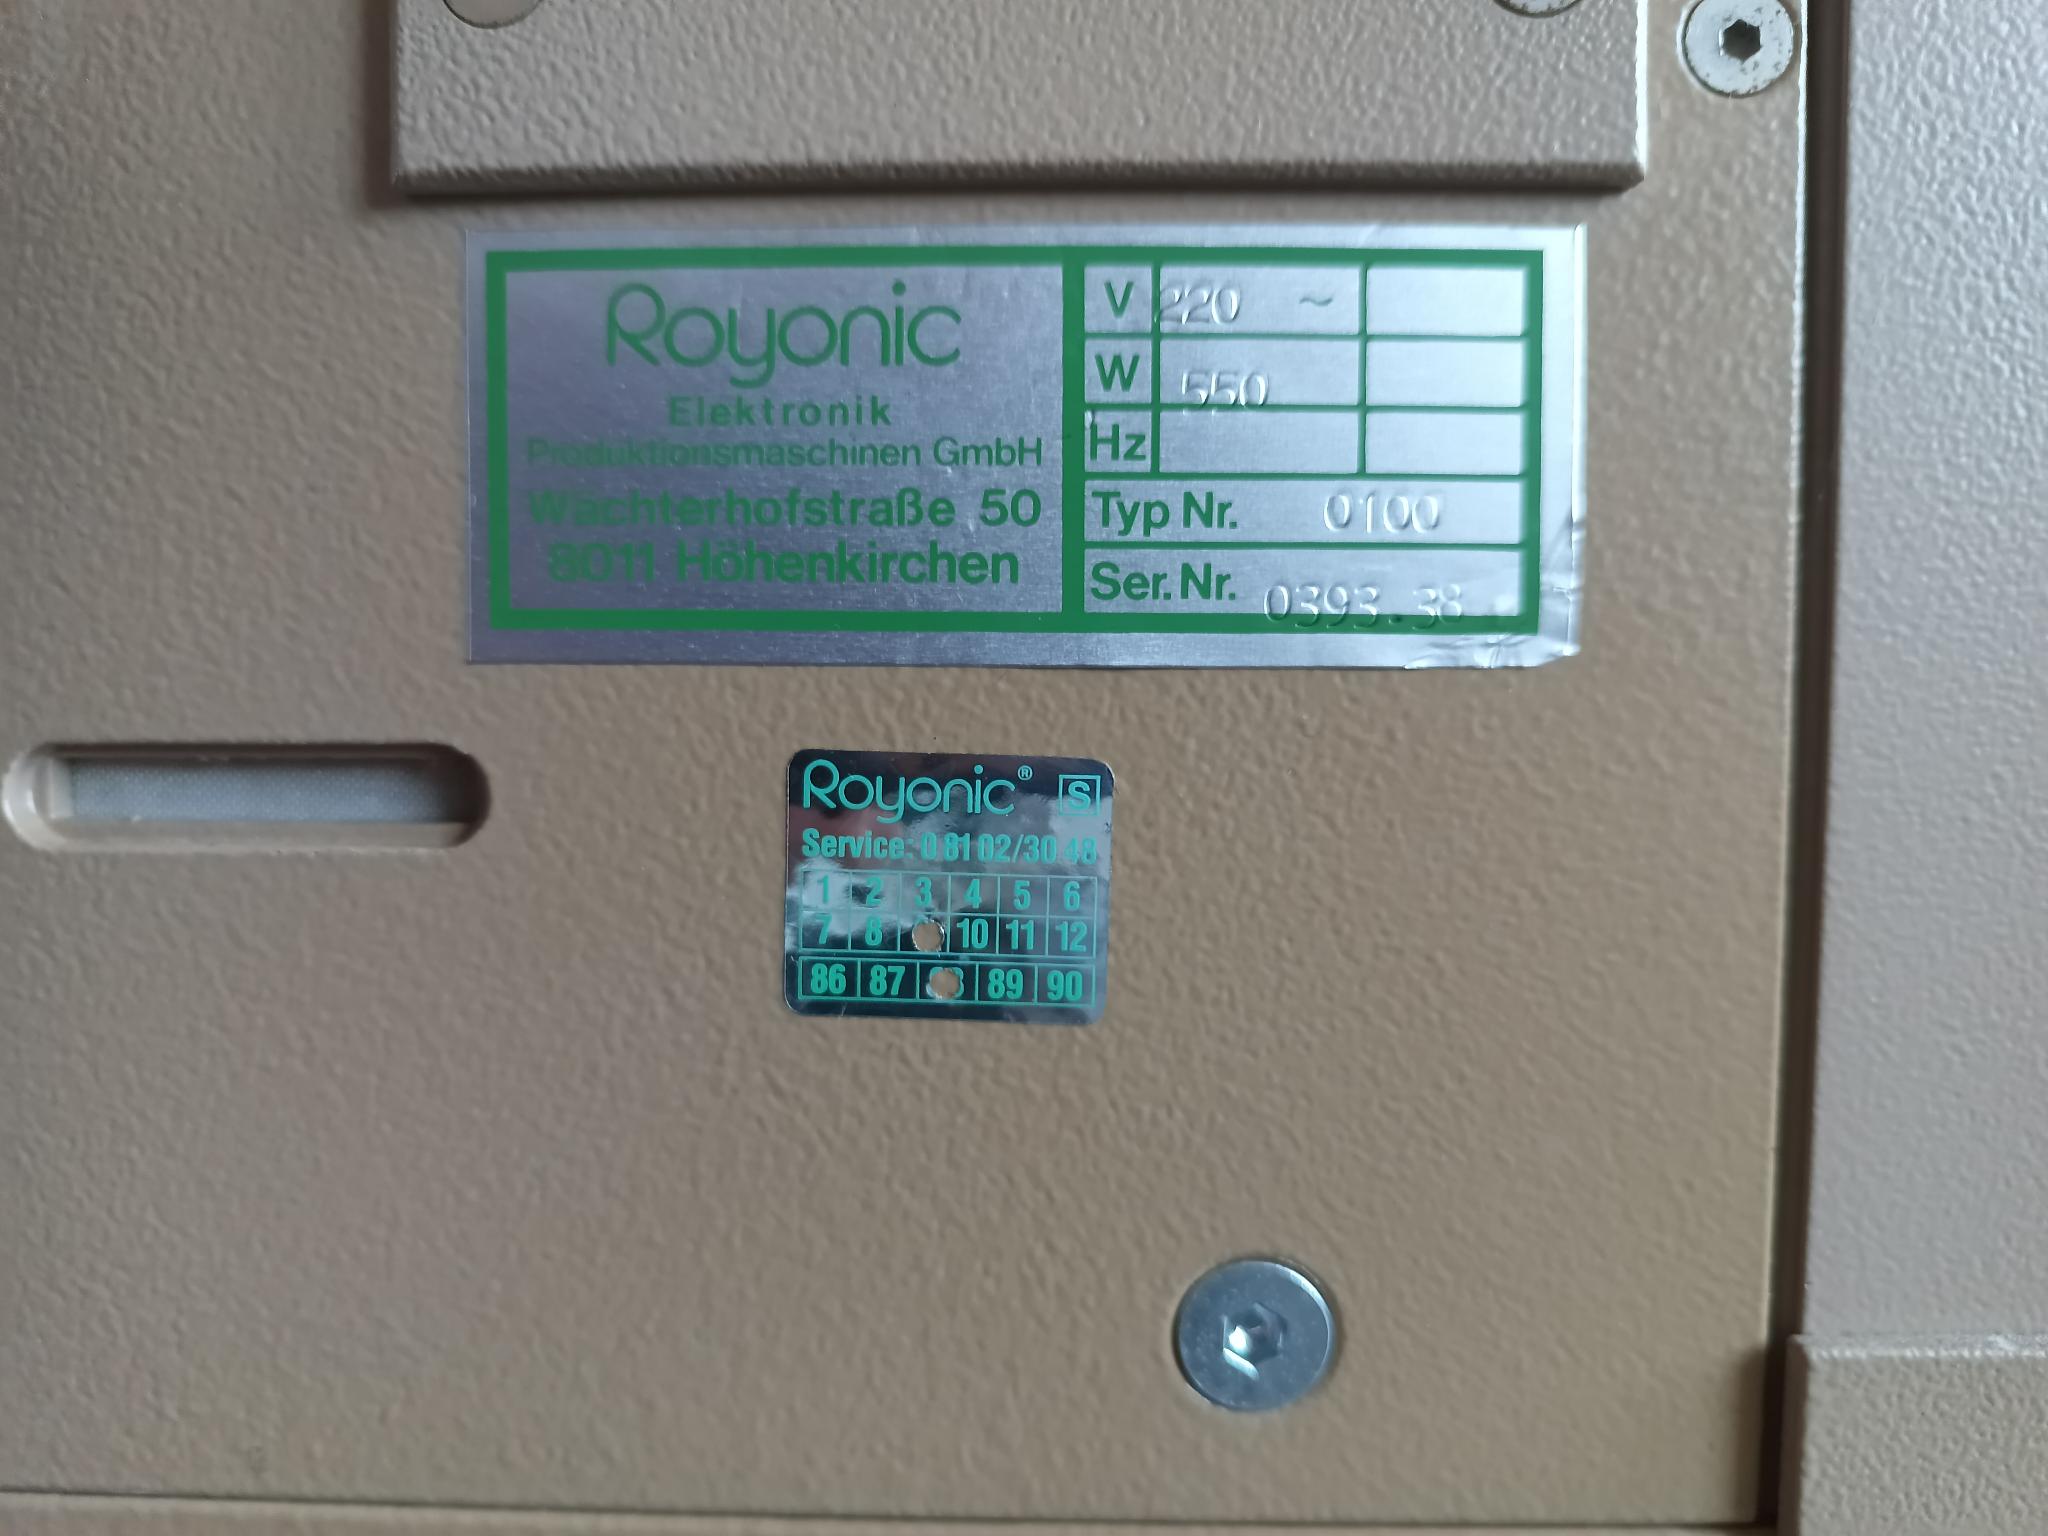 Royonic
Elektronik
Produktionsmaschinen GmbH
Wächterhofstraße 50
8011 Höhenkirchen
V 220 ~
W 550
Hz
Typ Nr. 0100
Ser. Nr. 0393.38
Royonic® S
Service: 0 81 02/30 48
1 2 3 4 5 6
7 8 10 11 12
86 87 89 90